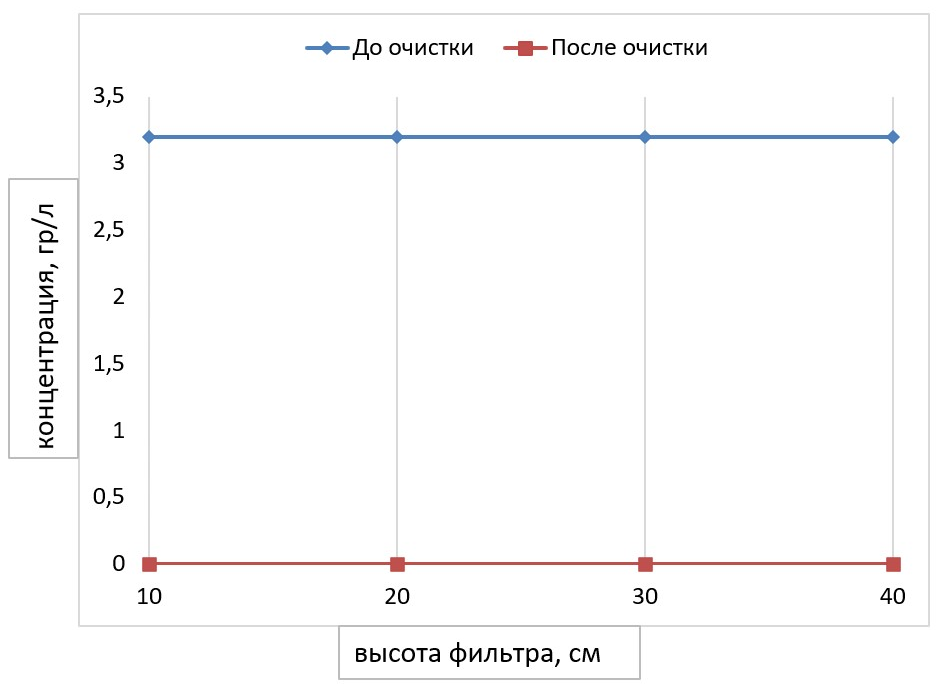 До очистки После очистки
3,5
3
2,5
2
1,5
1
0,5
0
10 20 30 40
концентрация, гр/л
высота фильтра, см